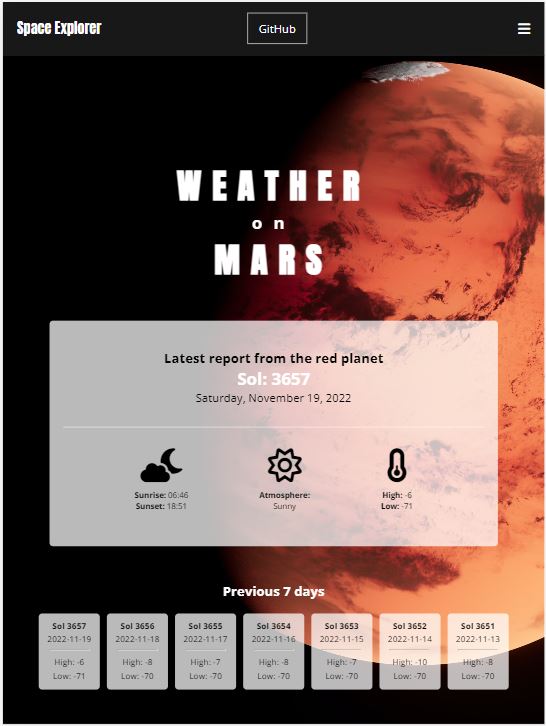 Space Explorer
GitHub
WEATHER
on
MARS
Latest report from the red planet
Sol: 3657
Saturday, November 19, 2022
Sunrise: 06:46
Sunset: 18:51
Atmosphere:
Sunny
High: -6
Low: -71
Previous 7 days
Sol 3657
2022-11-19
High: -6
Low: -71
Sol 3656
2022-11-18
High: -8
Low: -70
Sol 3655
2022-11-17
High: -7
Low: -70
Sol 3654
2022-11-16
High: -8
Low: -70
Sol 3653
2022-11-15
High: -7
Low: -70
Sol 3652
2022-11-14
High: -10
Low: -70
Sol 3651
2022-11-13
High: -8
Low: -70